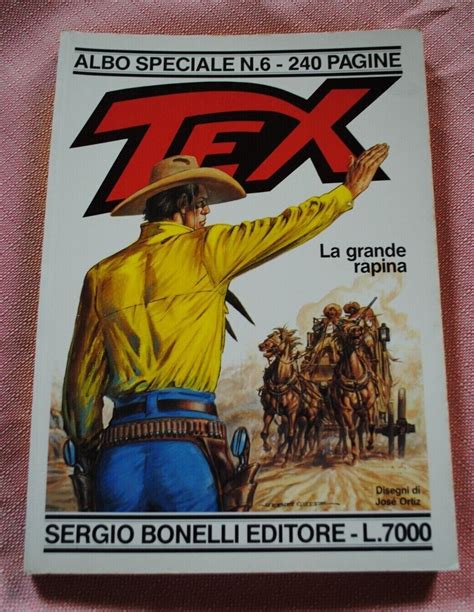 ALBO SPECIALE N.6 - 240 PAGINE
TEX
La grande
rapina
Disegni di
José Ortiz
SERGIO BONELLI EDITORE - L.7000